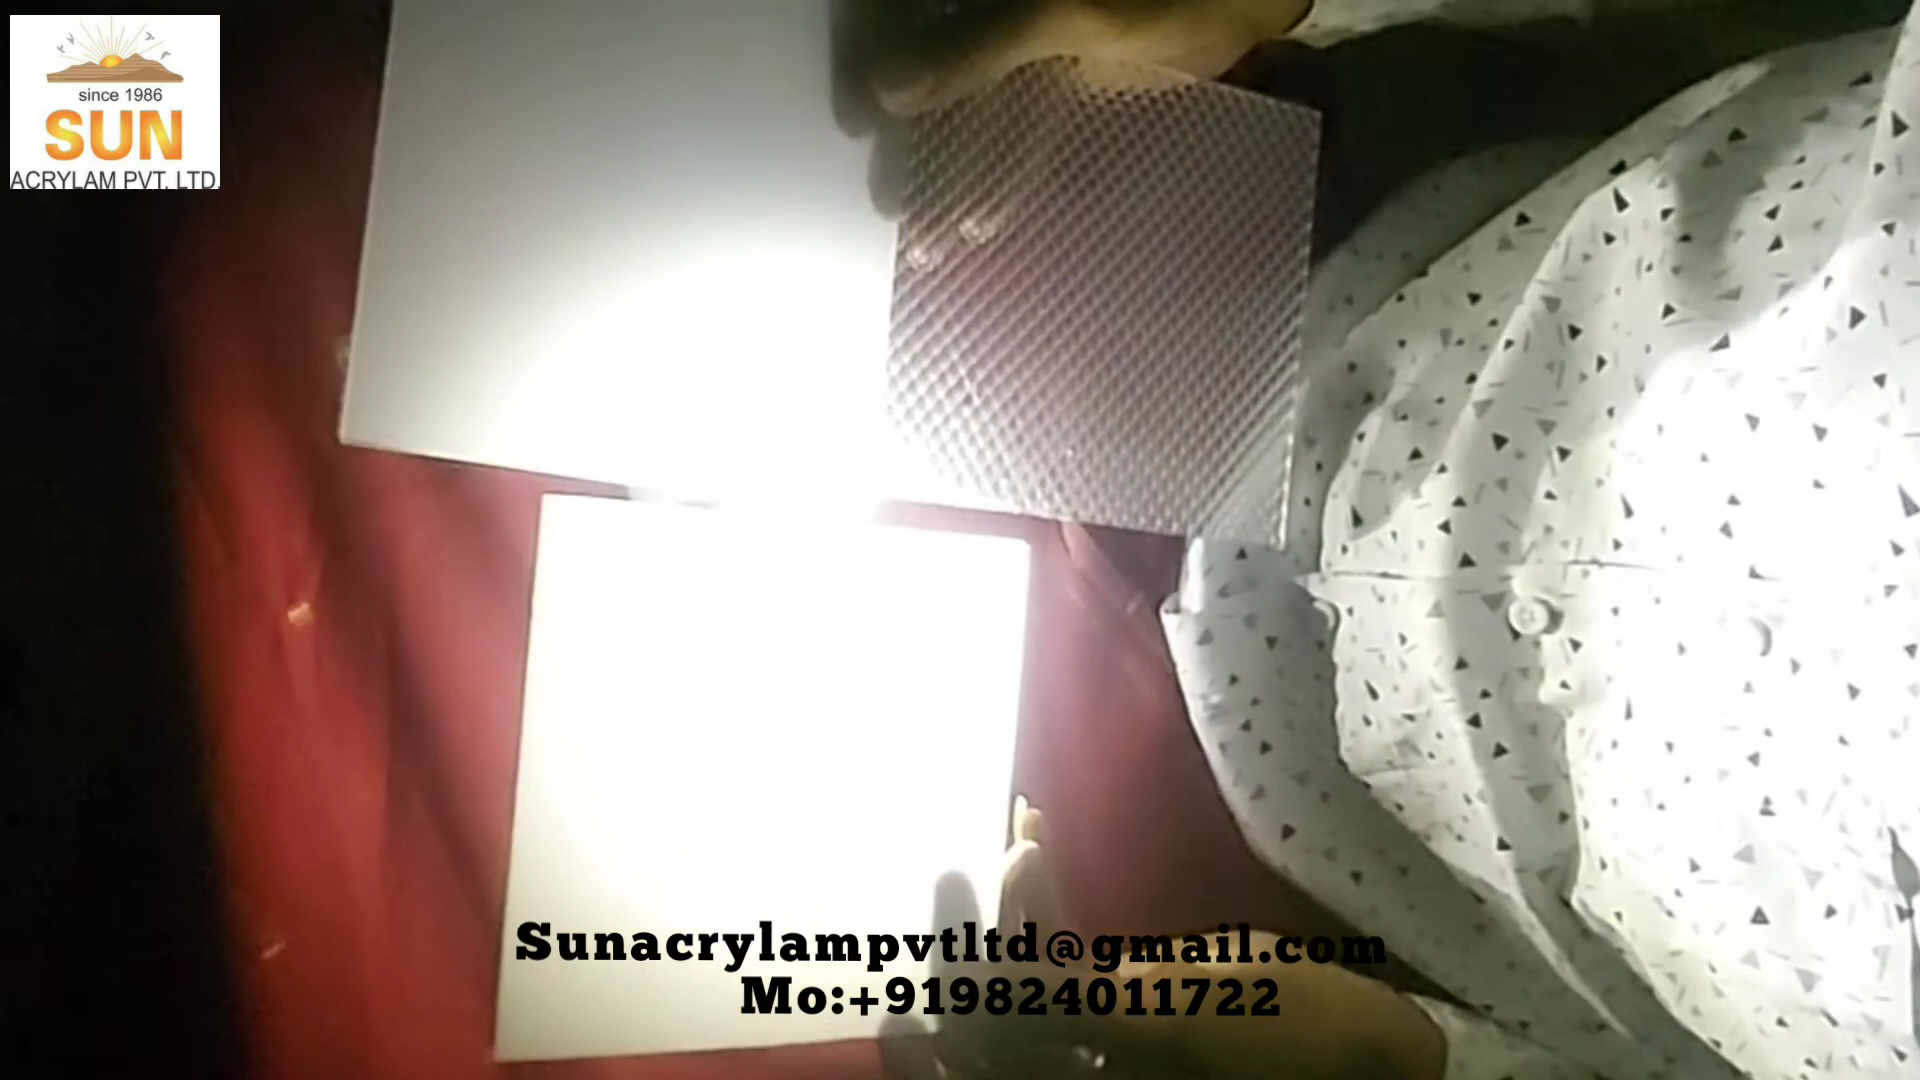 since 1986
SUN
ACRYLAM PVT. LTD.
Sunacrylampvtltd@gmail.com
Mo:+919824011722